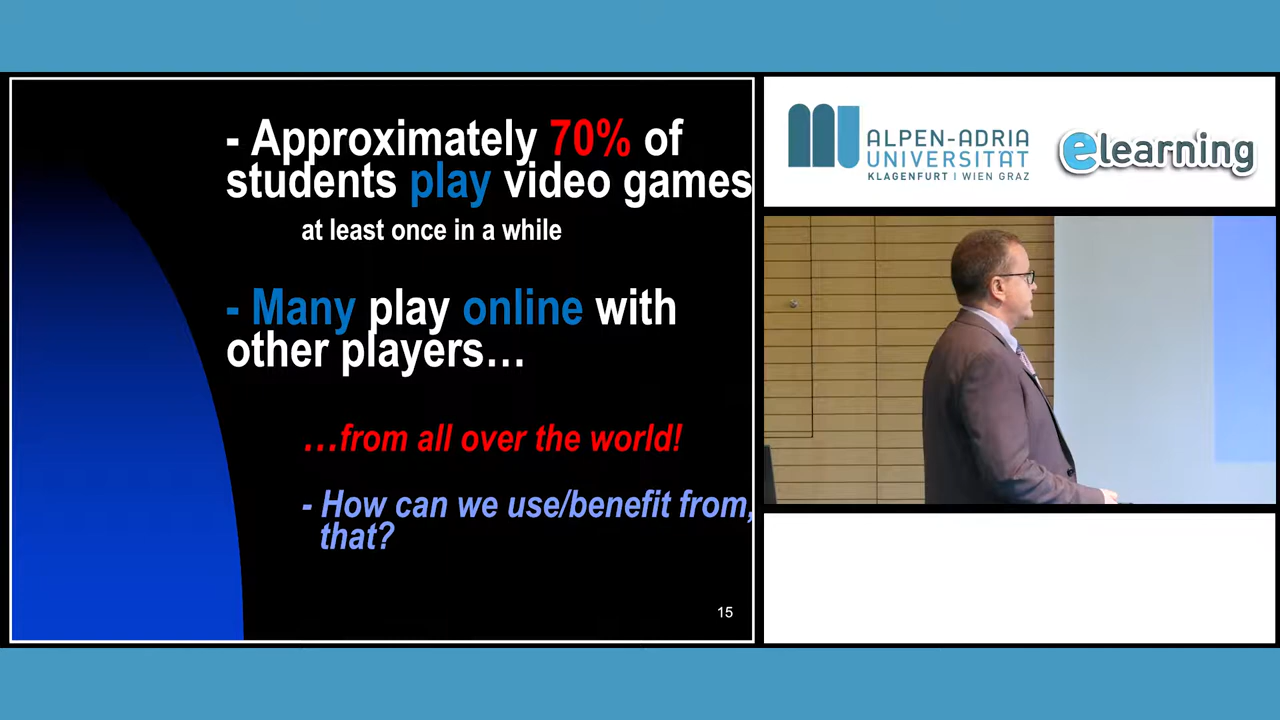 - Approximately 70% of
students play video games
at least once in a while
- Many play online with
other players…
…from all over the world!
- How can we use/benefit from,
that?
15
ALPEN-ADRIA
UNIVERSITÄT
KLAGENFURT I WIEN GRAZ
elearning